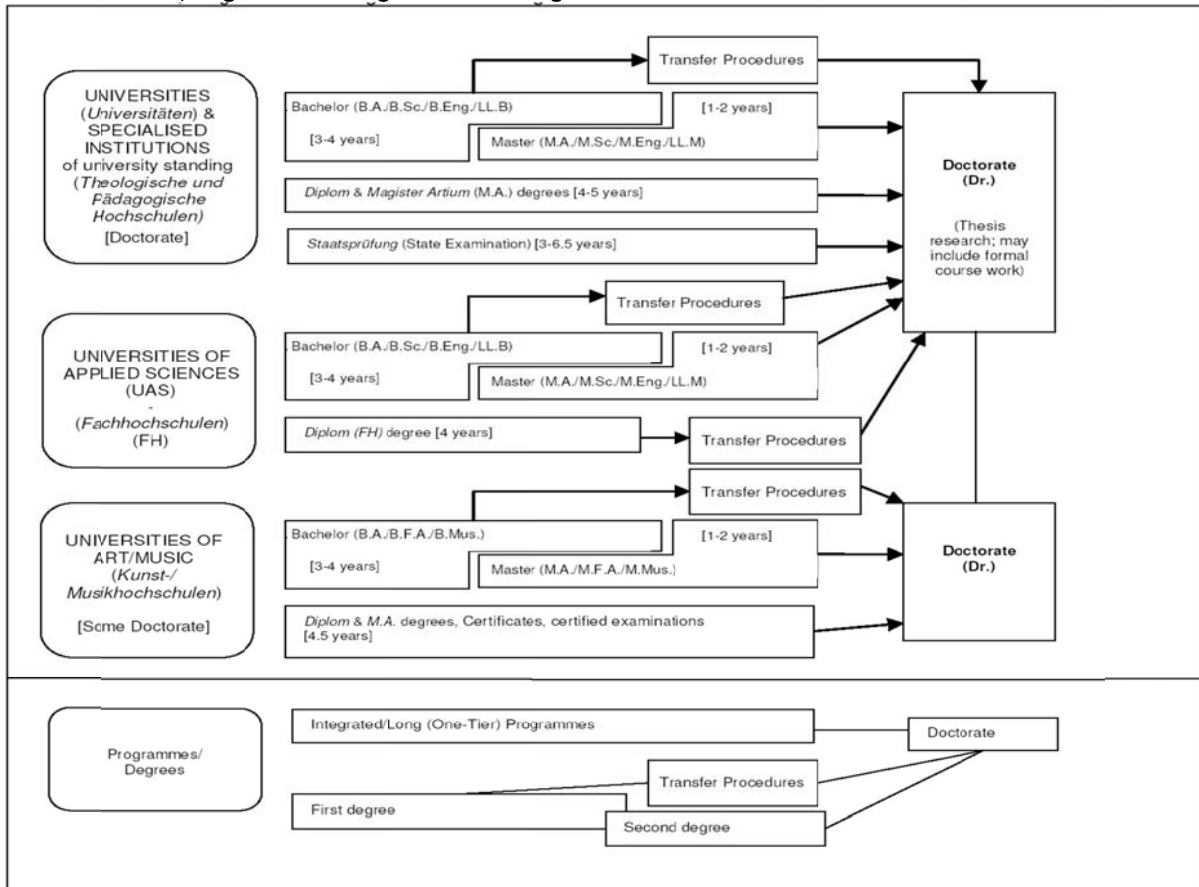 UNIVERSITIES
(Universitäten) &
SPECIALISED
INSTITUTIONS
of university standing
(Theologische und
Pädagogische
Hochschulen)
[Doctorate]
Transfer Procedures
Bachelor (B.A./B.Sc./B.Eng./LL.B)
[3-4 years]
[1-2 years]
Master (M.A./M.Sc./M.Eng./LL.M)
Diplom & Magister Artium (M.A.) degrees [4-5 years]
Staatsprüfung (State Examination) [3-6.5 years]
Doctorate
(Dr.)
(Thesis
research; may
include formal
course work)
UNIVERSITIES OF
APPLIED SCIENCES
(UAS)
-
(Fachhochschulen)
(FH)
Transfer Procedures
Bachelor (B.A./B.Sc./B.Eng./LL.B)
[3-4 years]
[1-2 years]
Master (M.A./M.Sc./M.Eng./LL.M)
Diplom (FH) degree [4 years]
Transfer Procedures
UNIVERSITIES OF
ART/MUSIC
(Kunst-/
Musikhochschulen)
[Some Doctorate]
Transfer Procedures
Bachelor (B.A./B.F.A./B.Mus.)
[3-4 years]
[1-2 years]
Master (M.A./M.F.A./M.Mus.)
Diplom & M.A. degrees, Certificates, certified examinations
[4.5 years]
Doctorate
(Dr.)
Programmes/
Degrees
Integrated/Long (One-Tier) Programmes
Doctorate
Transfer Procedures
First degree
Second degree